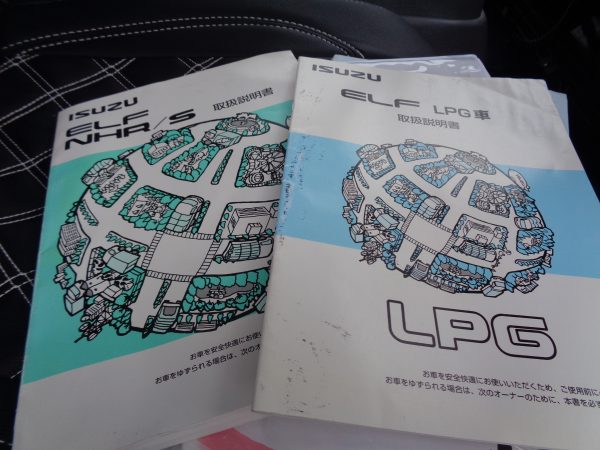 ISUZU
ELF
NHR/S
取扱説明書
お車を安全快適にお使い
お車をゆずられる場合は、次のオー
ISUZU
ELF LPG車
取扱説明書
LPG
お車を安全快適にお使いいただくため、ご使用前に
お車をゆずられる場合は、次のオーナーのために、本書を必ず